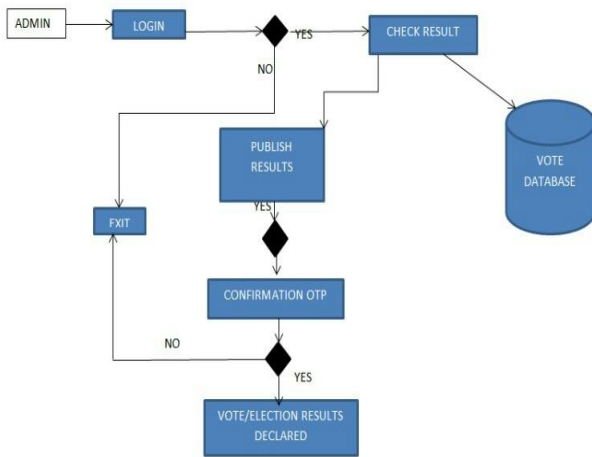 ADMIN
LOGIN
YES
CHECK RESULT
NO
PUBLISH
RESULTS
VOTE
DATABASE
YES
EXIT
CONFIRMATION OTP
NO
YES
VOTE/ELECTION RESULTS
DECLARED